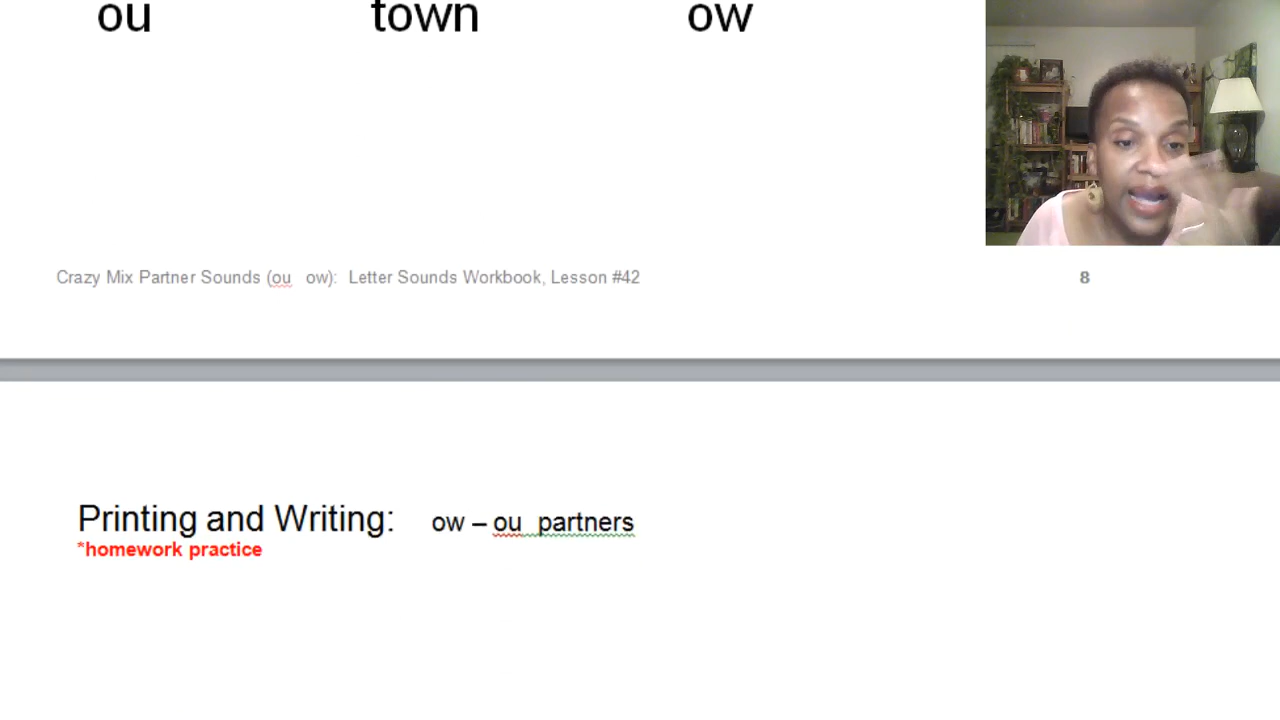 ou town ow
Crazy Mix Partner Sounds (ou ow): Letter Sounds Workbook, Lesson #42 8
Printing and Writing: ow – ou partners
*homework practice